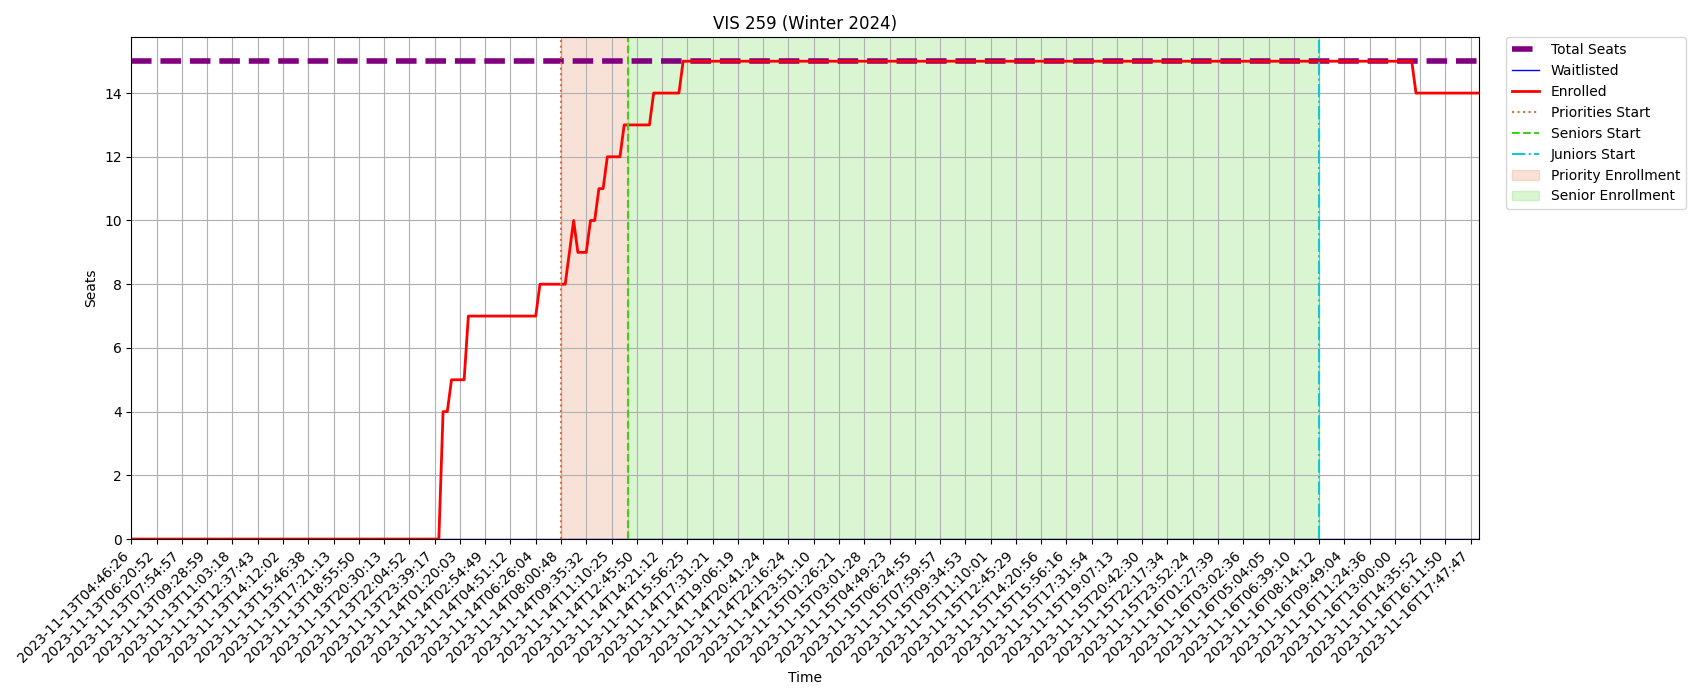 VIS 259 (Winter 2024)
Total Seats
Waitlisted
Enrolled
Priorities Start
Seniors Start
Juniors Start
Priority Enrollment
Senior Enrollment
Seats
14
12
10
8
6
4
2
0
2023-11-13T04:46:26
2023-11-13T06:20:52
2023-11-13T07:54:57
2023-11-13T09:28:59
2023-11-13T11:03:18
2023-11-13T12:37:43
2023-11-13T14:12:02
2023-11-13T15:46:38
2023-11-13T17:21:13
2023-11-13T18:55:50
2023-11-13T20:30:13
2023-11-13T22:04:52
2023-11-13T23:39:17
2023-11-14T01:20:03
2023-11-14T02:54:49
2023-11-14T04:51:12
2023-11-14T06:26:04
2023-11-14T08:00:48
2023-11-14T09:35:32
2023-11-14T11:10:25
2023-11-14T12:45:50
2023-11-14T14:21:12
2023-11-14T15:56:25
2023-11-14T17:31:21
2023-11-14T19:06:19
2023-11-14T20:41:24
2023-11-14T22:16:24
2023-11-14T23:51:10
2023-11-15T01:26:21
2023-11-15T03:01:28
2023-11-15T04:49:23
2023-11-15T06:24:55
2023-11-15T07:59:57
2023-11-15T09:34:53
2023-11-15T11:10:01
2023-11-15T12:45:29
2023-11-15T14:20:56
2023-11-15T15:56:16
2023-11-15T17:31:54
2023-11-15T19:07:13
2023-11-15T20:42:30
2023-11-15T22:17:34
2023-11-15T23:52:24
2023-11-16T01:27:39
2023-11-16T03:02:36
2023-11-16T05:04:05
2023-11-16T06:39:10
2023-11-16T08:14:12
2023-11-16T09:49:04
2023-11-16T11:24:36
2023-11-16T13:00:00
2023-11-16T14:35:52
2023-11-16T16:11:50
2023-11-16T17:47:47
Time